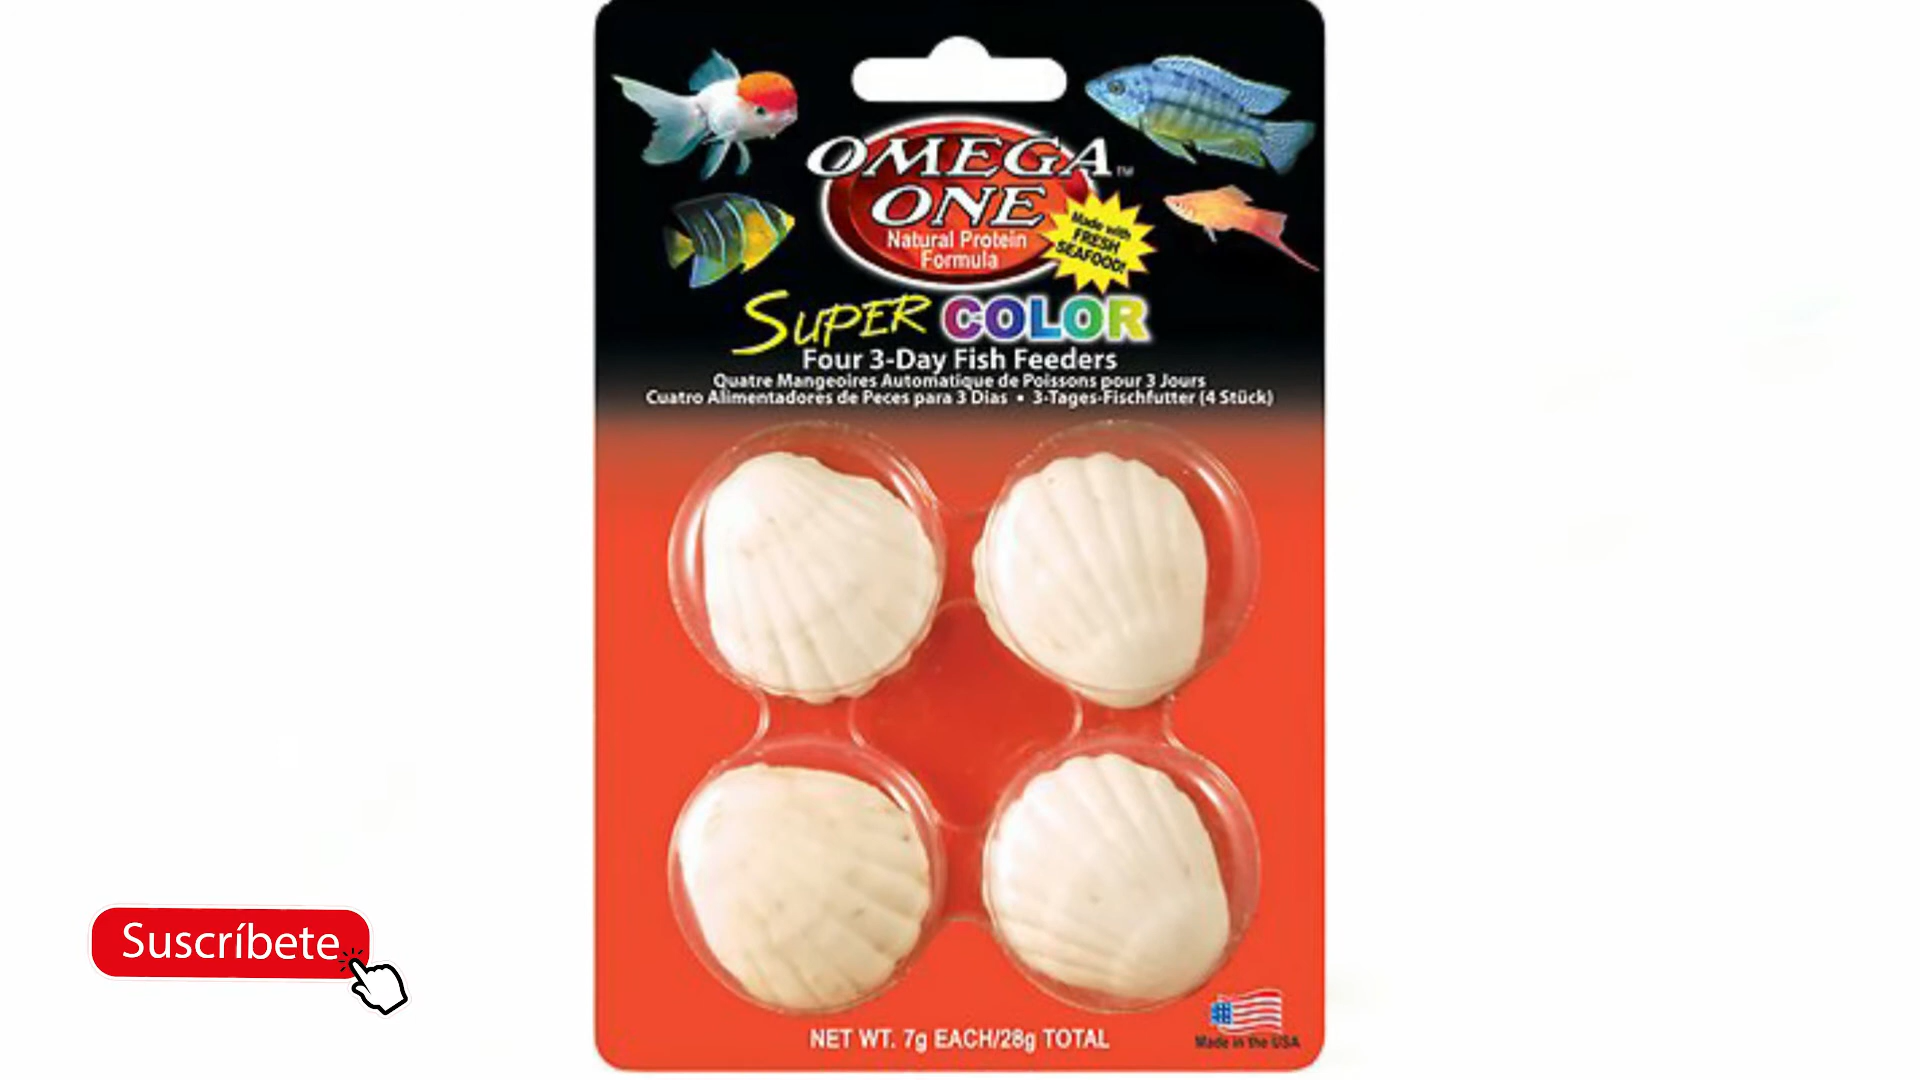 OMEGA™
ONE
Natural Protein
Formula
Made with
FRESH
SEAFOOD!
SUPER COLOR
Four 3-Day Fish Feeders
Quatre Mangeoires Automatique de Poissons pour 3 Jours
Cuatro Alimentadores de Peces para 3 Dias • 3-Tages-Fischfutter (4 Stück)
Suscríbete
NET WT. 7g EACH/28g TOTAL
Made in the USA